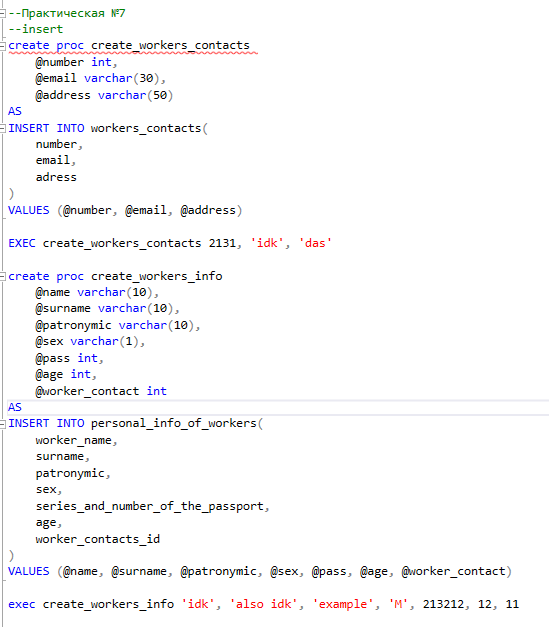 --Практическая №7
--insert
create proc create_workers_contacts
@number int,
@email varchar(30),
@address varchar(50)
AS
INSERT INTO workers_contacts(
number,
email,
adress
)
VALUES (@number, @email, @address)
EXEC create_workers_contacts 2131, 'idk', 'das'
create proc create_workers_info
@name varchar(10),
@surname varchar(10),
@patronymic varchar(10),
@sex varchar(1),
@pass int,
@age int,
@worker_contact int
AS
INSERT INTO personal_info_of_workers(
worker_name,
surname,
patronymic,
sex,
series_and_number_of_the_passport,
age,
worker_contacts_id
)
VALUES (@name, @surname, @patronymic, @sex, @pass, @age, @worker_contact)
exec create_workers_info 'idk', 'also idk', 'example', 'M', 213212, 12, 11